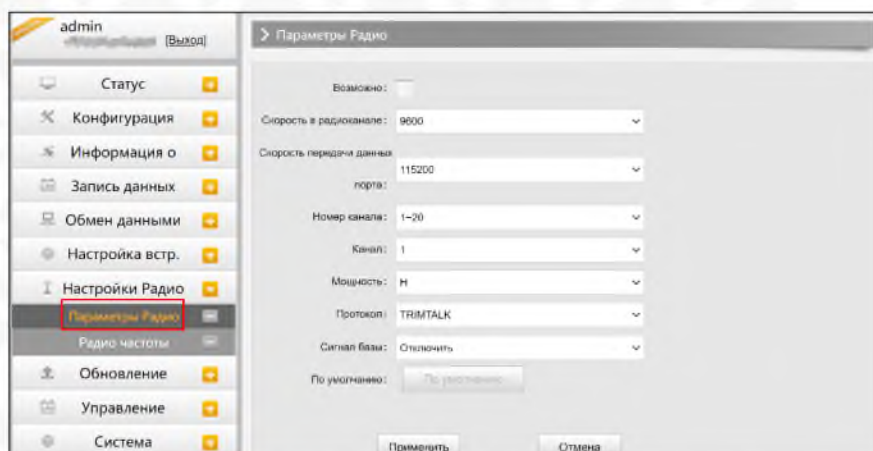 admin
[Выход]
Статус
Конфигурация
Информация о
Запись данных
Обмен данными
Настройка встр.
Настройки Радио
Параметры Радио
Радио частоты
Обновление
Управление
Система
Параметры Радио
Возможно:
Скорость в радиоканале: 9600
Скорость передачи данных
порта: 115200
Номер канала: 1-20
Канал: 1
Мощность: H
Протокол: TRIMTALK
Сигнал базы: Отключить
По умолчанию: По умолчанию
Применить Отмена